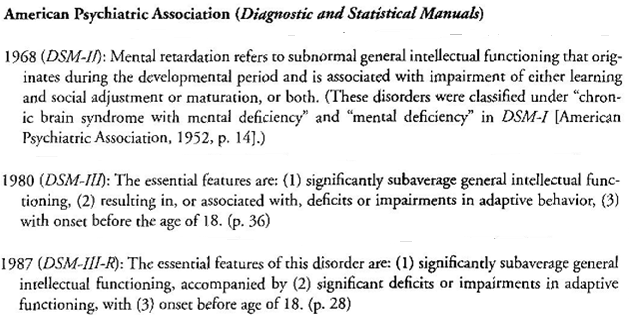 American Psychiatric Association (Diagnostic and Statistical Manuals)
1968 (DSM-II): Mental retardation refers to subnormal general intellectual functioning that orig-
inates during the developmental period and is associated with impairment of either learning
and social adjustment or maturation, or both. (These disorders were classified under "chron-
ic brain syndrome with mental deficiency" and "mental deficiency" in DSM-I [American
Psychiatric Association, 1952, p. 14].)
1980 (DSM-III): The essential features are: (1) significantly subaverage general intellectual func-
tioning, (2) resulting in, or associated with, deficits or impairments in adaptive behavior, (3)
with onset before the age of 18. (p. 36)
1987 (DSM-III-R): The essential features of this disorder are: (1) significantly subaverage general
intellectual functioning, accompanied by (2) significant deficits or impairments in adaptive
functioning, with (3) onset before age of 18. (p. 28)